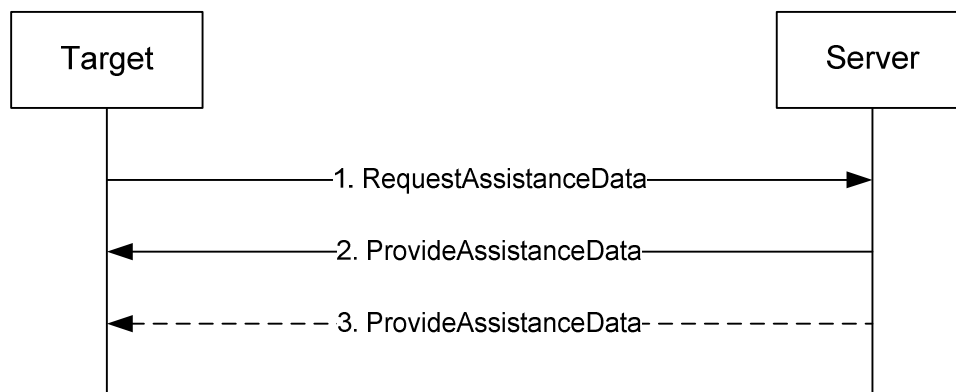 Target
Server
1. RequestAssistanceData
2. ProvideAssistanceData
3. ProvideAssistanceData